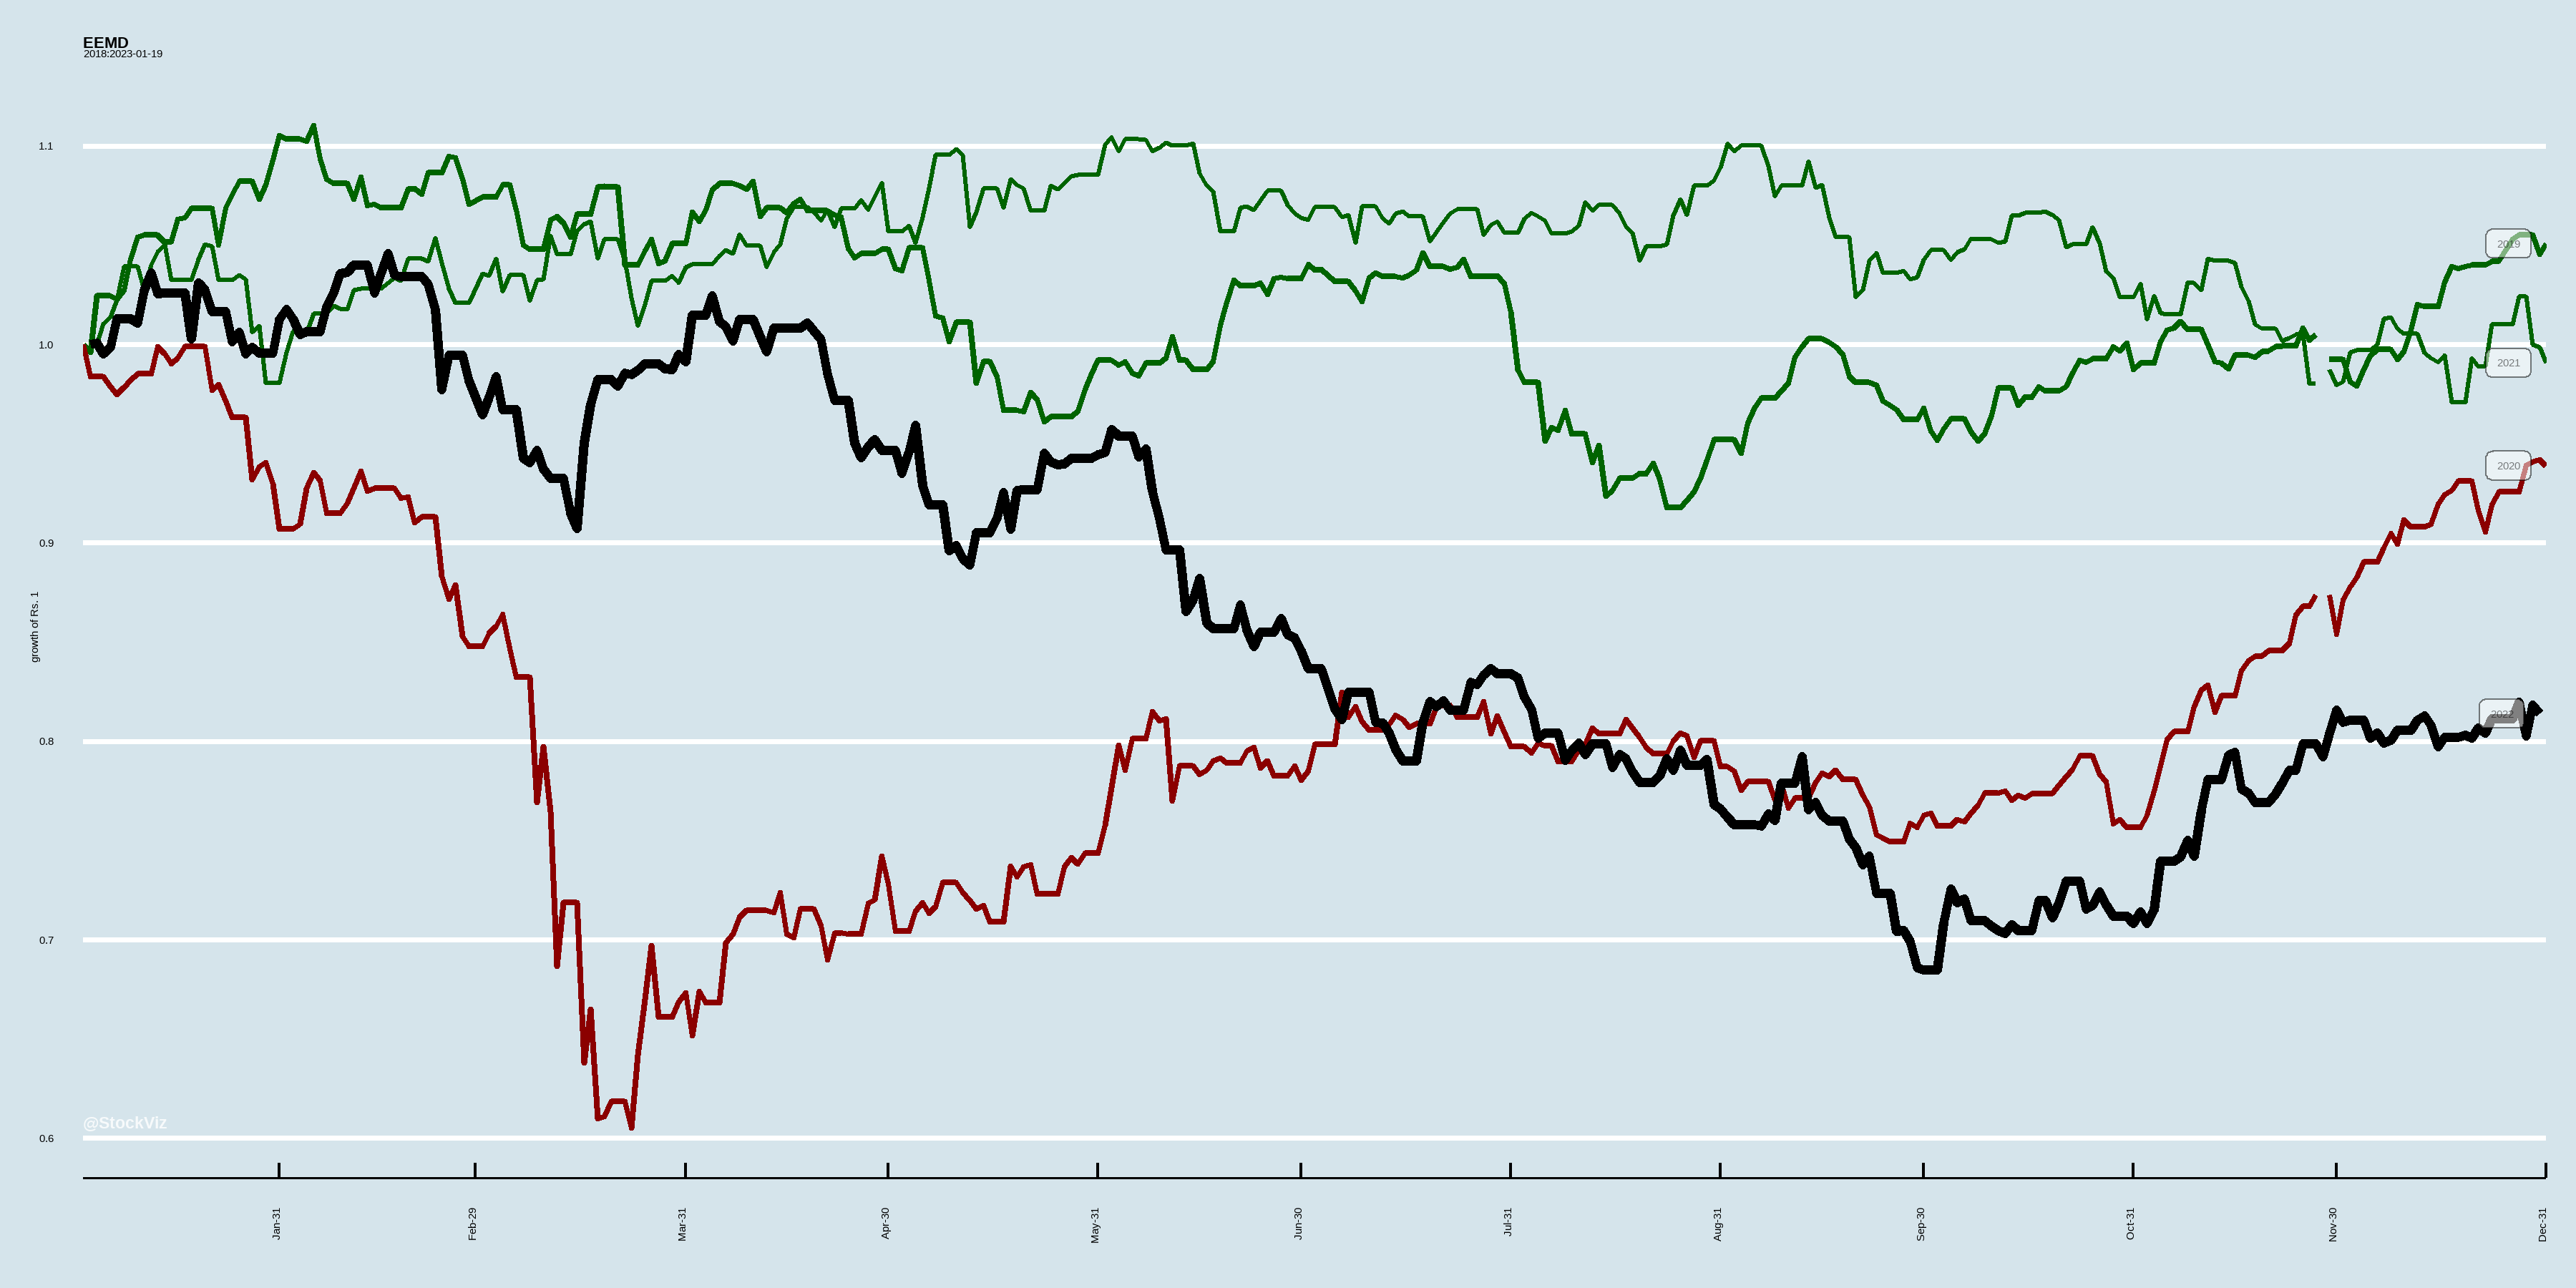 EEMD
2018:2023-01-19
1.1
1.0
0.9
0.8
0.7
0.6
growth of Rs. 1
2019
2021
2020
2022
@StockViz
Jan-31
Feb-29
Mar-31
Apr-30
May-31
Jun-30
Jul-31
Aug-31
Sep-30
Oct-31
Nov-30
Dec-31